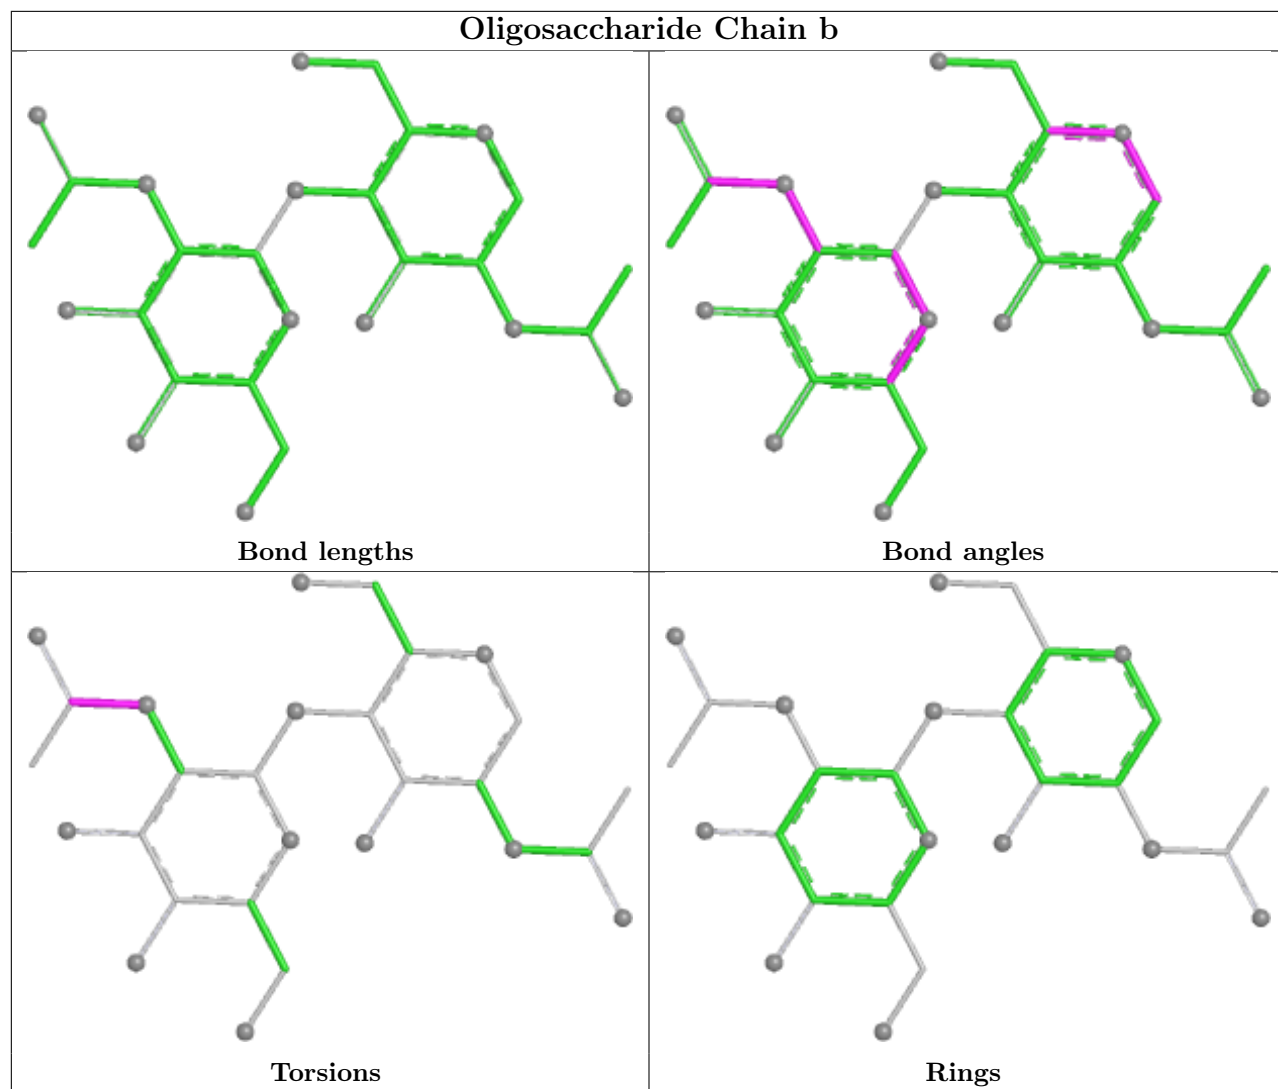 Oligosaccharide Chain b
Bond lengths
Bond angles
Torsions
Rings